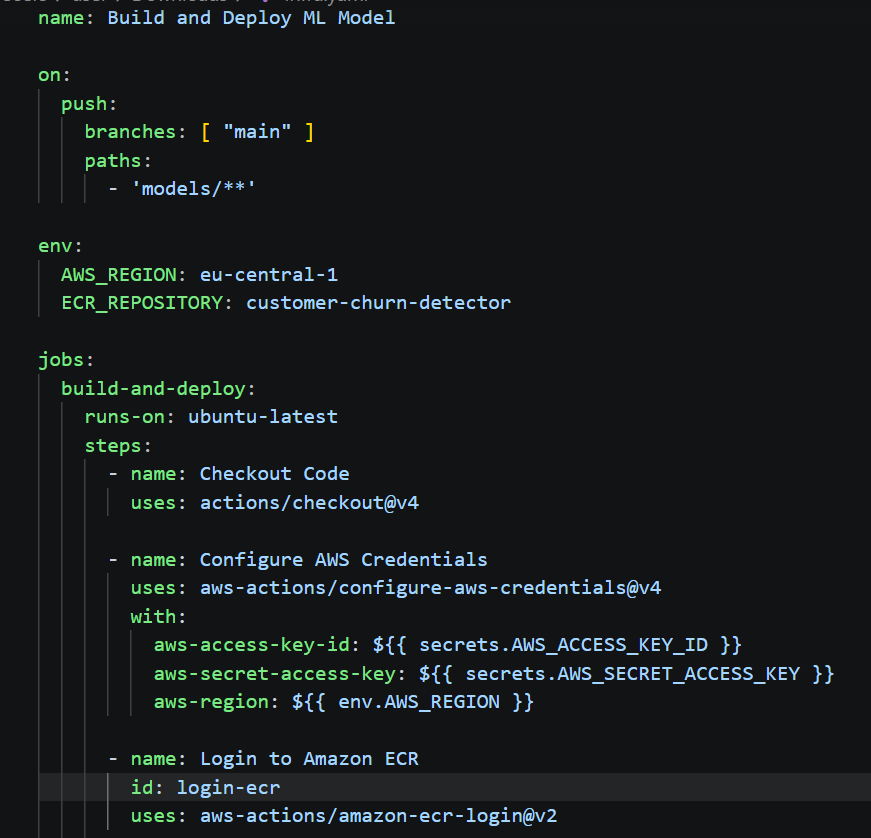 name: Build and Deploy ML Model
on:
push:
branches: [ "main" ]
paths:
- 'models/**'
env:
AWS_REGION: eu-central-1
ECR_REPOSITORY: customer-churn-detector
jobs:
build-and-deploy:
runs-on: ubuntu-latest
steps:
- name: Checkout Code
uses: actions/checkout@v4
- name: Configure AWS Credentials
uses: aws-actions/configure-aws-credentials@v4
with:
aws-access-key-id: ${{ secrets.AWS_ACCESS_KEY_ID }}
aws-secret-access-key: ${{ secrets.AWS_SECRET_ACCESS_KEY }}
aws-region: ${{ env.AWS_REGION }}
- name: Login to Amazon ECR
id: login-ecr
uses: aws-actions/amazon-ecr-login@v2